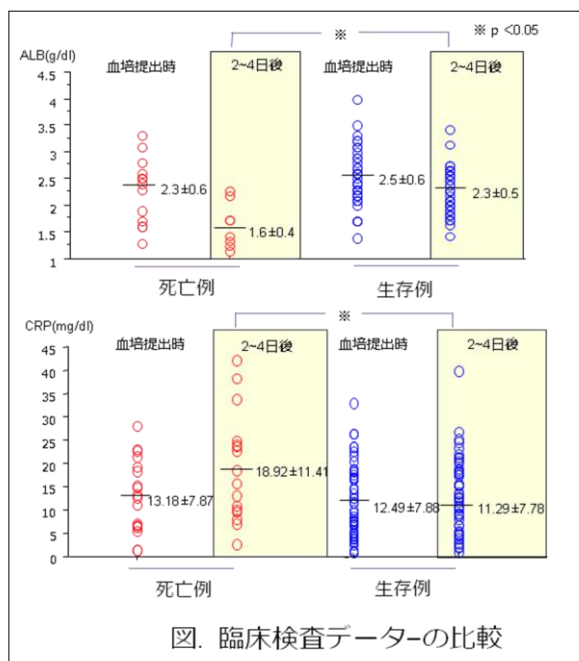 ※ ※ p <0.05
ALB(g/dl) 血培提出時 2~4日後 血培提出時 2~4日後
4.5
4
3.5
3
2.5
2
1.5
1
2.3±0.6 1.6±0.4 2.5±0.6 2.3±0.5
死亡例 生存例
※
CRP(mg/dl) 血培提出時 2~4日後 血培提出時 2~4日後
45
40
35
30
25
20
15
10
5
0
13.18±7.87 18.92±11.41 12.49±7.88 11.29±7.78
死亡例 生存例
図. 臨床検査データーの比較